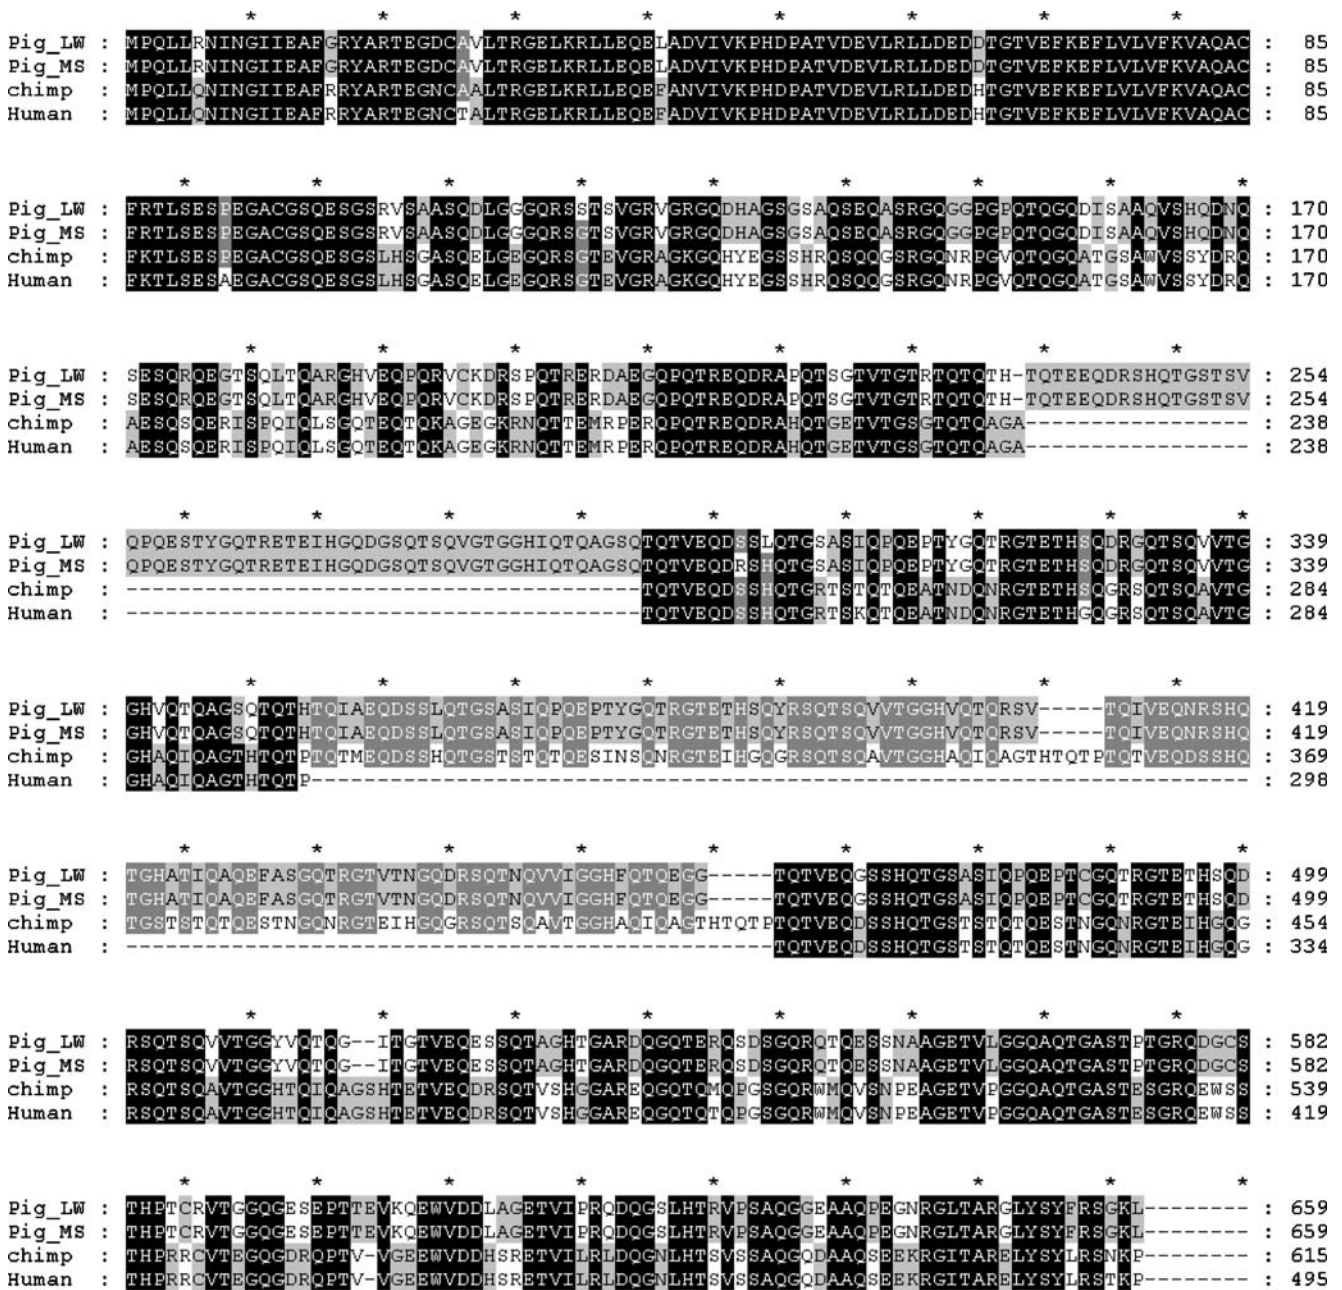 * * * * * * * *
Pig_LW : MPQLLRNINGIIEAFGRYARTEGDCAVLTRGELKRLLEQELADVIVKPHDPATVDEVLRLLDEDDTGTVEFKEFLVLVFKVAQAC : 85
Pig_MS : MPQLLRNINGIIEAFGRYARTEGDCAVLTRGELKRLLEQELADVIVKPHDPATVDEVLRLLDEDDTGTVEFKEFLVLVFKVAQAC : 85
chimp : MPQLLQNINGIIEAFRRYARTEGNCAALTRGELKRLLEQEFANVIVKPHDPATVDEVLRLLDEDHTGTVEFKEFLVLVFKVAQAC : 85
Human : MPQLLQNINGIIEAFRRYARTEGNCTALTRGELKRLLEQEFADVIVKPHDPATVDEVLRLLDEDHTGTVEFKEFLVLVFKVAQAC : 85
* * * * * * * * *
Pig_LW : FRTLSESPEGACGSQESGSRVSAASQDLGGGQRSSTSVGRVGRGQDHAGSGSAQSEQASRGQGGPGPQTQGQDISAAQVSHQDNQ : 170
Pig_MS : FRTLSESPEGACGSQESGSRVSAASQDLGGGQRSGTSVGRVGRGQDHAGSGSAQSEQASRGQGGPGPQTQGQDISAAQVSHQDNQ : 170
chimp : FKTLSESPEGACGSQESGSLHSGASQELGEGQRSGTEVGRAGKGQHYEGSSHRQSQQGSRGQNRPGVQTQGQATGSAWVSSYDRQ : 170
Human : FKTLSESAEGACGSQESGSLHSGASQELGEGQRSGTEVGRAGKGQHYEGSSHRQSQQGSRGQNRPGVQTQGQATGSAWVSSYDRQ : 170
* * * * * * * *
Pig_LW : SESQRQEGTSQLTQARGHVEQPQRVCKDRSPQTRERDAEGQPQTREQDRAPQTSGTVTGTRTQTQTH-TQTEEQDRSHQTGSTSV : 254
Pig_MS : SESQRQEGTSQLTQARGHVEQPQRVCKDRSPQTRERDAEGQPQTREQDRAPQTSGTVTGTRTQTQTH-TQTEEQDRSHQTGSTSV : 254
chimp : AESQSQERISPQIQLSGQTEQTQKAGEGKRNQTTEMRPERQPQTREQDRAHQTGETVTGSGTQTQAGA----------------- : 238
Human : AESQSQERISPQIQLSGQTEQTQKAGEGKRNQTTEMRPERQPQTREQDRAHQTGETVTGSGTQTQAGA----------------- : 238
* * * * * * * * *
Pig_LW : QPQESTYGQTRETEIHGQDGSQTSQVGTGGHIQTQAGSQTQTVEQDSSLQTGSASIQPQEPTYGQTRGTETHSQDRGQTSQVVTG : 339
Pig_MS : QPQESTYGQTRETEIHGQDGSQTSQVGTGGHIQTQAGSQTQTVEQDRSHQTGSASIQPQEPTYGQTRGTETHSQDRGQTSQVVTG : 339
chimp : ---------------------------------------TQTVEQDSSHQTGRTSTQTQEATNDQNRGTETHSQGRSQTSQAVTG : 284
Human : ---------------------------------------TQTVEQDSSHQTGRTSKQTQEATNDQNRGTETHGQGRSQTSQAVTG : 284
* * * * * * * *
Pig_LW : GHVQTQAGSQTQTHTQIAEQDSSLQTGSASIQPQEPTYGQTRGTETHSQYRSQTSQVVTGGHVQTQRSV-----TQIVEQNRSHQ : 419
Pig_MS : GHVQTQAGSQTQTHTQIAEQDSSLQTGSASIQPQEPTYGQTRGTETHSQYRSQTSQVVTGGHVQTQRSV-----TQIVEQNRSHQ : 419
chimp : GHAQIQAGTHTQTPTQTMEQDSSHQTGSTSTQTQESINSQNRGTEIHGQGRSQTSQAVTGGHAQIQAGTHTQTPTQTVEQDSSHQ : 369
Human : GHAQIQAGTHTQTP----------------------------------------------------------------------- : 298
* * * * * * * * *
Pig_LW : TGHATIQAQEFASGQTRGTVTNGQDRSQTNQVVIGGHFQTQEGG-----TQTVEQGSSHQTGSASIQPQEPTCGQTRGTETHSQD : 499
Pig_MS : TGHATIQAQEFASGQTRGTVTNGQDRSQTNQVVIGGHFQTQEGG-----TQTVEQGSSHQTGSASIQPQEPTCGQTRGTETHSQD : 499
chimp : TGSTSTQTQESTNGQNRGTEIHGQGRSQTSQAVTGGHAQIQAGTHTQTPTQTVEQDSSHQTGSTSTQTQESTNGQNRGTEIHGQG : 454
Human : -------------------------------------------------TQTVEQDSSHQTGSTSTQTQESTNGQNRGTEIHGQG : 334
* * * * * * * *
Pig_LW : RSQTSQVVTGGYVQTQG--ITGTVEQESSQTAGHTGARDQGQTERQSDSGQRQTQESSNAAGETVLGGQAQTGASTPTGRQDGCS : 582
Pig_MS : RSQTSQVVTGGYVQTQG--ITGTVEQESSQTAGHTGARDQGQTERQSDSGQRQTQESSNAAGETVLGGQAQTGASTPTGRQDGCS : 582
chimp : RSQTSQAVTGGHTQIQAGSHTETVEQDRSQTVSHGGAREQGQTQMQPGSGQRWMQVSNPEAGETVPGGQAQTGASTESGRQEWSS : 539
Human : RSQTSQAVTGGHTQIQAGSHTETVEQDRSQTVSHGGAREQGQTQTQPGSGQRWMQVSNPEAGETVPGGQAQTGASTESGRQEWSS : 419
* * * * * * * * *
Pig_LW : THPTCRVTGGQGESEPTTEVKQEWVDDLAGETVIPRQDQGSLHTRVPSAQGGEAAQPEGNRGLTARGLYSYFRSGKL-------- : 659
Pig_MS : THPTCRVTGGQGESEPTTEVKQEWVDDLAGETVIPRQDQGSLHTRVPSAQGGEAAQPEGNRGLTARGLYSYFRSGKL-------- : 659
chimp : THPRRCVTEGQGDRQPTV-VGEEWVDDHSRETVILRLDQGNLHTSVSSAQGQDAAQSEEKRGITARELYSYLRSNKP-------- : 615
Human : THPRRCVTEGQGDRQPTV-VGEEWVDDHSRETVILRLDQGNLHTSVSSAQGQDAAQSEEKRGITARELYSYLRSTKP-------- : 495